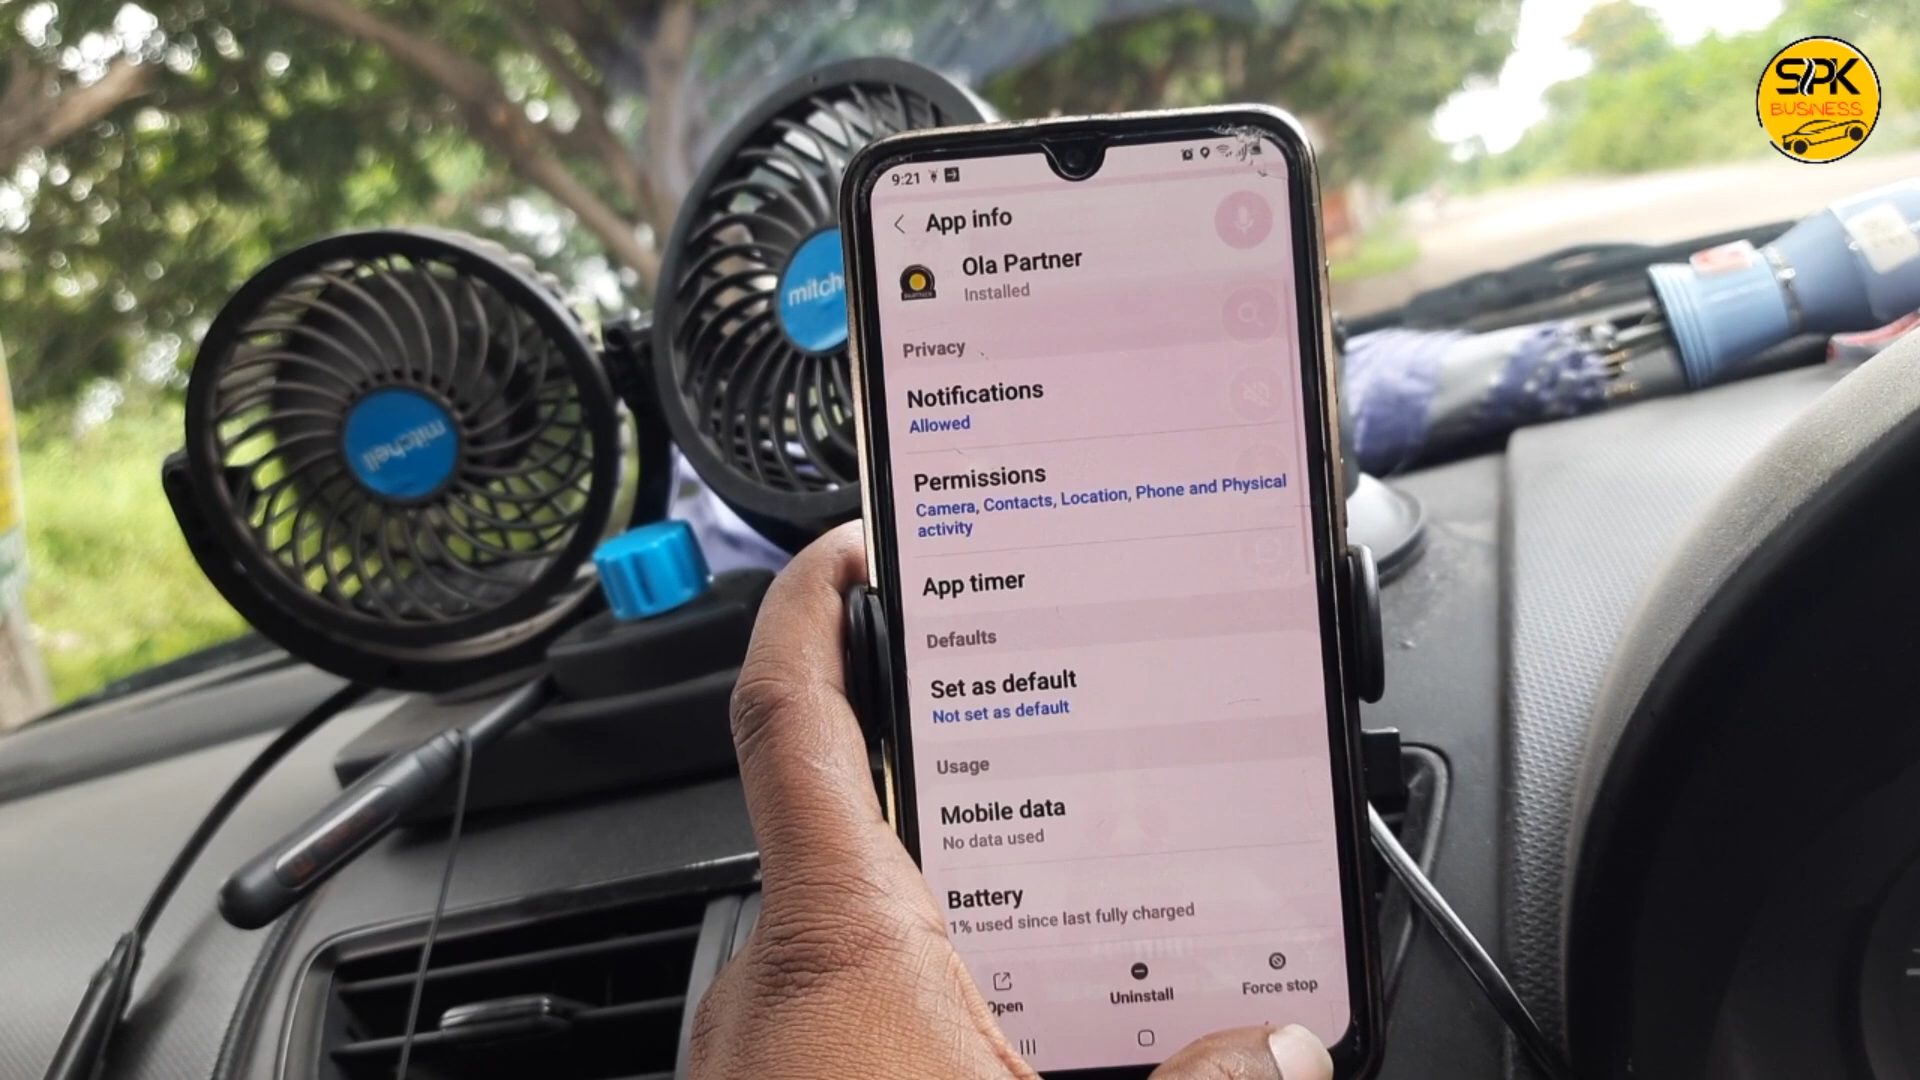 SPK
BUSINESS
mitchell
mitch
9:21
App info
Ola Partner
Installed
Privacy
Notifications
Allowed
Permissions
Camera, Contacts, Location, Phone and Physical
activity
App timer
Defaults
Set as default
Not set as default
Usage
Mobile data
No data used
Battery
1% used since last fully charged
Open
Uninstall
Force stop